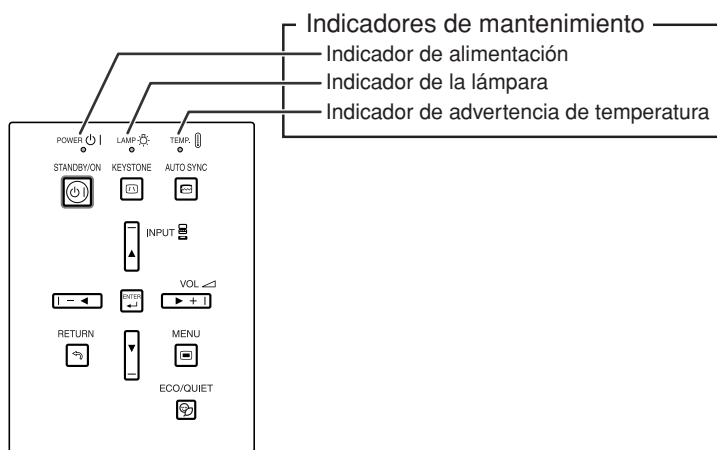 Indicadores de mantenimiento
Indicador de alimentación
Indicador de la lámpara
Indicador de advertencia de temperatura
POWER LAMP TEMP.
STANDBY/ON KEYSTONE AUTO SYNC
INPUT
VOL
ENTER
RETURN MENU
ECO/QUIET